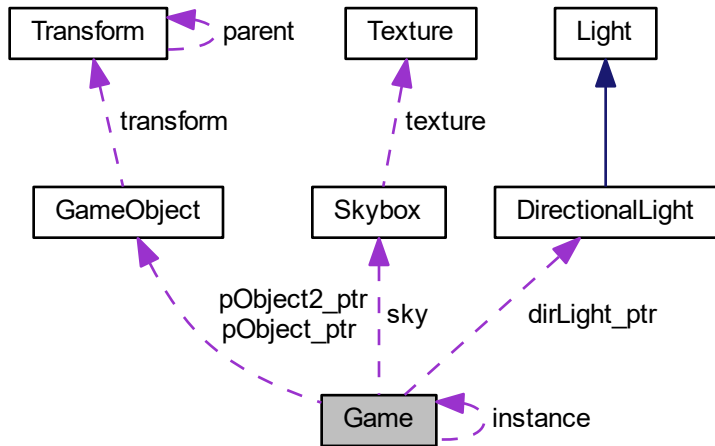 Transform
parent
Texture
Light
transform
texture
GameObject
Skybox
DirectionalLight
pObject2_ptr
pObject_ptr
sky
dirLight_ptr
Game
instance